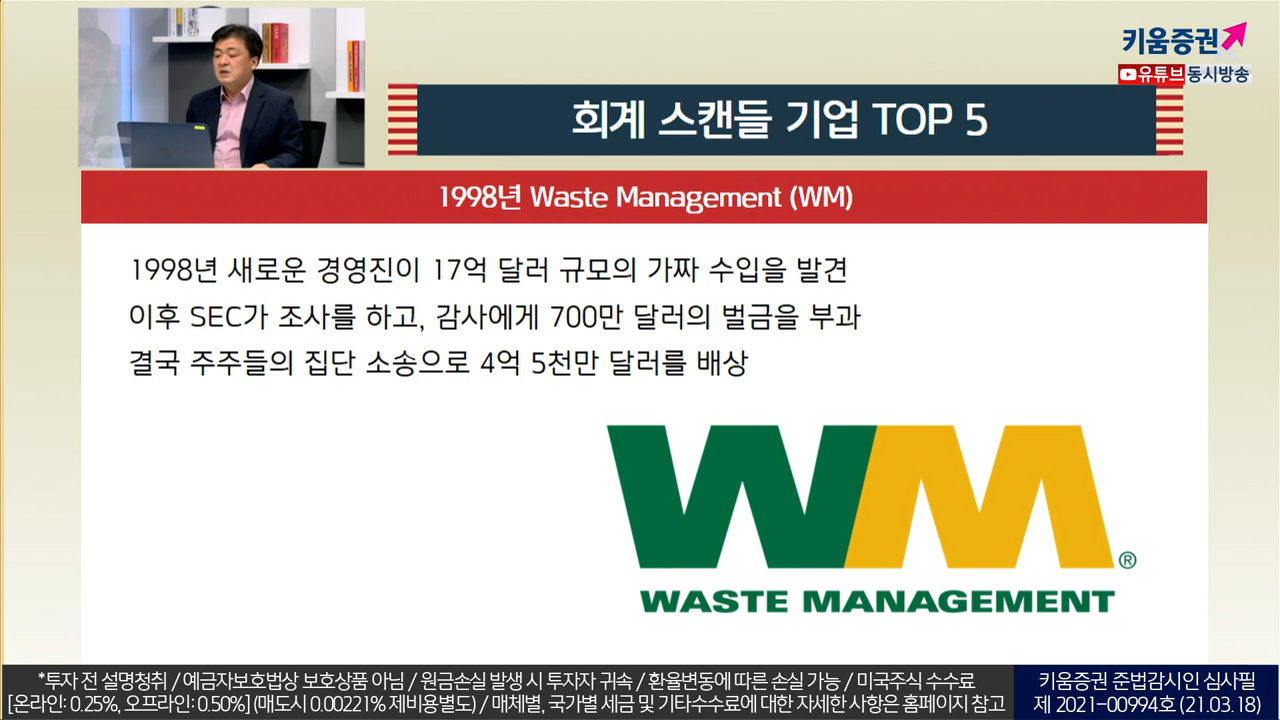 키움증권
유튜브 동시방송
회계 스캔들 기업 TOP 5
1998년 Waste Management (WM)
1998년 새로운 경영진이 17억 달러 규모의 가짜 수입을 발견
이후 SEC가 조사를 하고, 감사에게 700만 달러의 벌금을 부과
결국 주주들의 집단 소송으로 4억 5천만 달러를 배상
WM®
WASTE MANAGEMENT
*투자 전 설명청취 / 예금자보호법상 보호상품 아님 / 원금손실 발생 시 투자자 귀속 / 환율변동에 따른 손실 가능 / 미국주식 수수료
[온라인: 0.25%, 오프라인: 0.50%] (매도시 0.00221% 제비용별도) / 매체별, 국가별 세금 및 기타수수료에 대한 자세한 사항은 홈페이지 참고
키움증권 준법감시인 심사필
제 2021-00994호 (21.03.18)